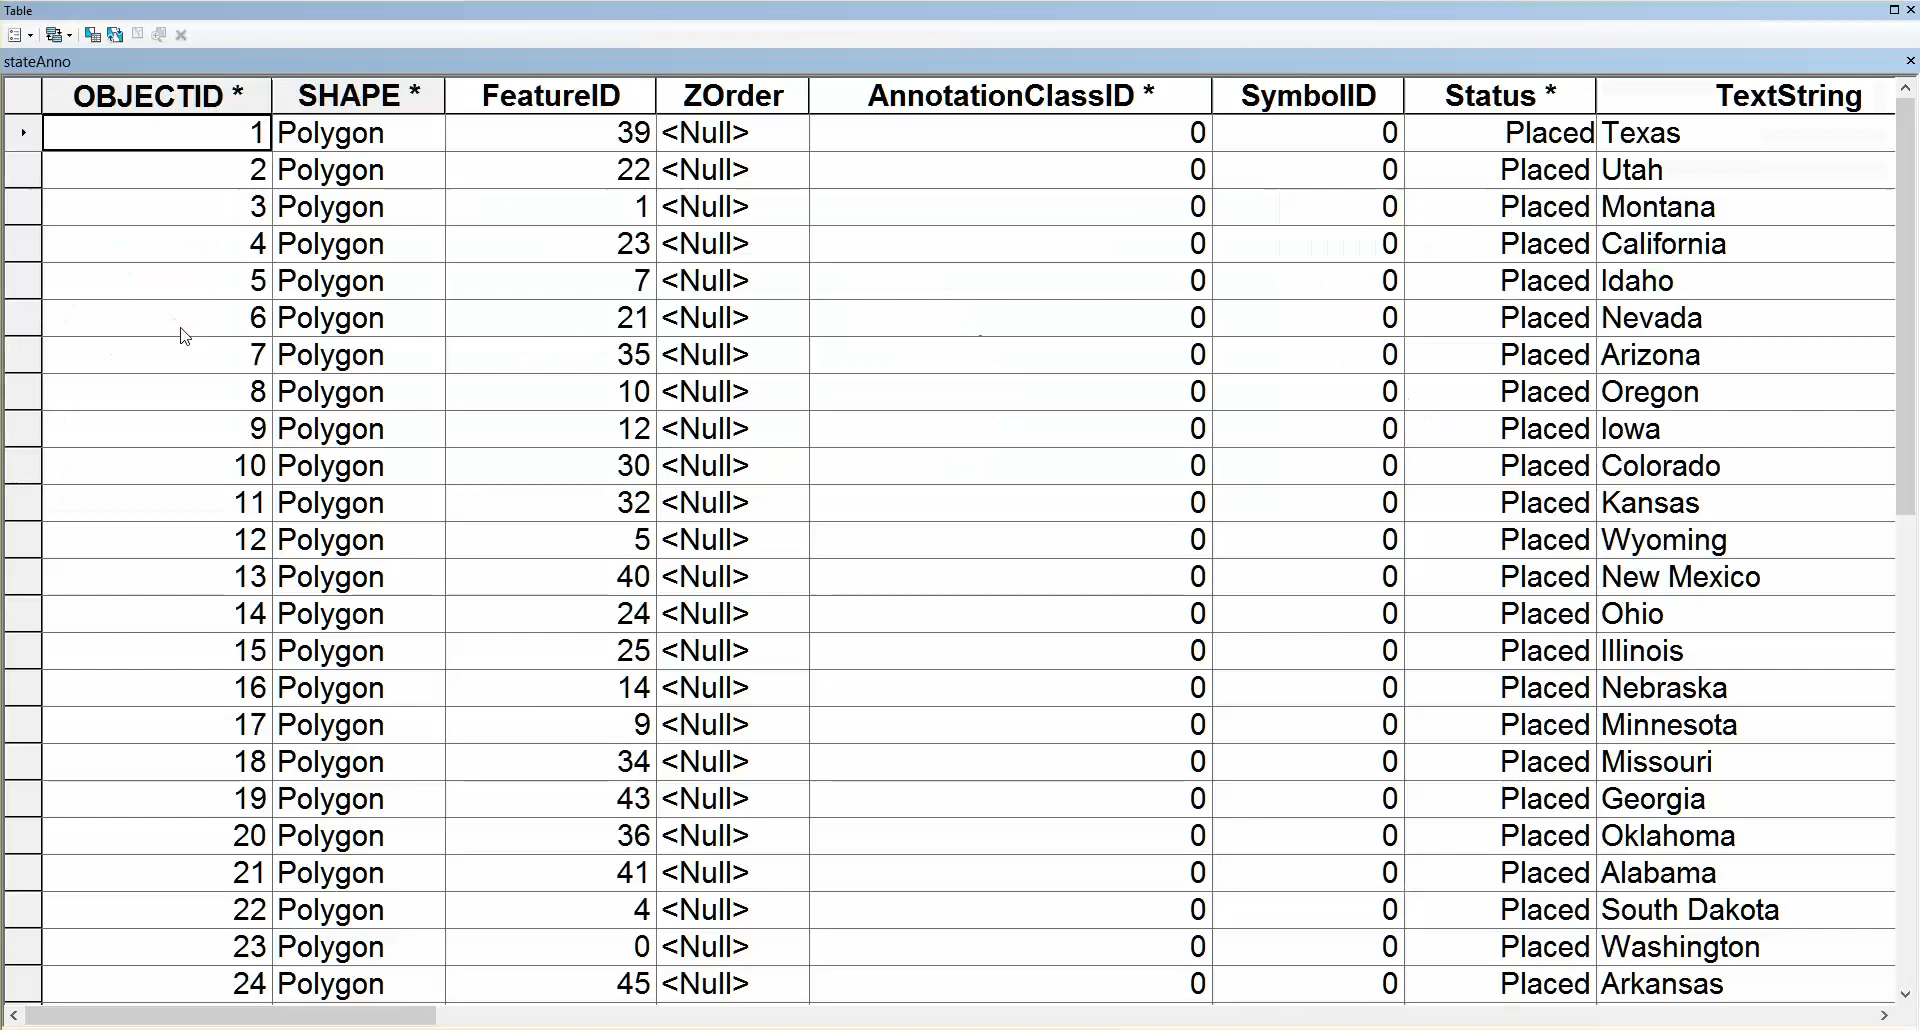 Table
stateAnno
OBJECTID * SHAPE * FeatureID ZOrder AnnotationClassID * SymbolID Status * TextString
1 Polygon 39 <Null> 0 0 Placed Texas
2 Polygon 22 <Null> 0 0 Placed Utah
3 Polygon 1 <Null> 0 0 Placed Montana
4 Polygon 23 <Null> 0 0 Placed California
5 Polygon 7 <Null> 0 0 Placed Idaho
6 Polygon 21 <Null> 0 0 Placed Nevada
7 Polygon 35 <Null> 0 0 Placed Arizona
8 Polygon 10 <Null> 0 0 Placed Oregon
9 Polygon 12 <Null> 0 0 Placed Iowa
10 Polygon 30 <Null> 0 0 Placed Colorado
11 Polygon 32 <Null> 0 0 Placed Kansas
12 Polygon 5 <Null> 0 0 Placed Wyoming
13 Polygon 40 <Null> 0 0 Placed New Mexico
14 Polygon 24 <Null> 0 0 Placed Ohio
15 Polygon 25 <Null> 0 0 Placed Illinois
16 Polygon 14 <Null> 0 0 Placed Nebraska
17 Polygon 9 <Null> 0 0 Placed Minnesota
18 Polygon 34 <Null> 0 0 Placed Missouri
19 Polygon 43 <Null> 0 0 Placed Georgia
20 Polygon 36 <Null> 0 0 Placed Oklahoma
21 Polygon 41 <Null> 0 0 Placed Alabama
22 Polygon 4 <Null> 0 0 Placed South Dakota
23 Polygon 0 <Null> 0 0 Placed Washington
24 Polygon 45 <Null> 0 0 Placed Arkansas